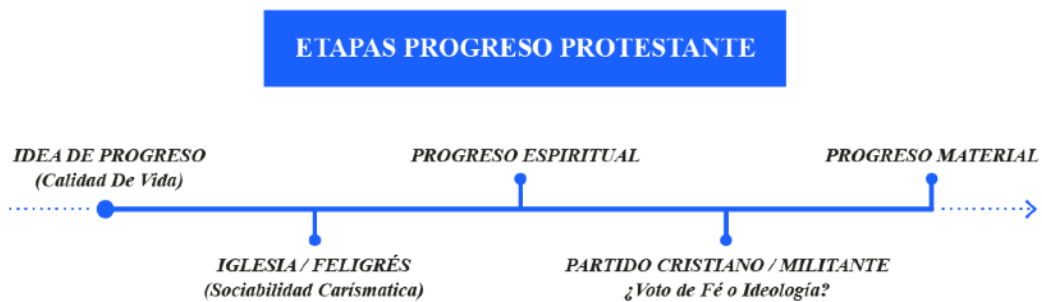 ETAPAS PROGRESO PROTESTANTE
IDEA DE PROGRESO
(Calidad De Vida)
PROGRESO ESPIRITUAL
PROGRESO MATERIAL
IGLESIA / FELIGRÉS
(Sociabilidad Carísmatica)
PARTIDO CRISTIANO / MILITANTE
¿Voto de Fé o Ideología?